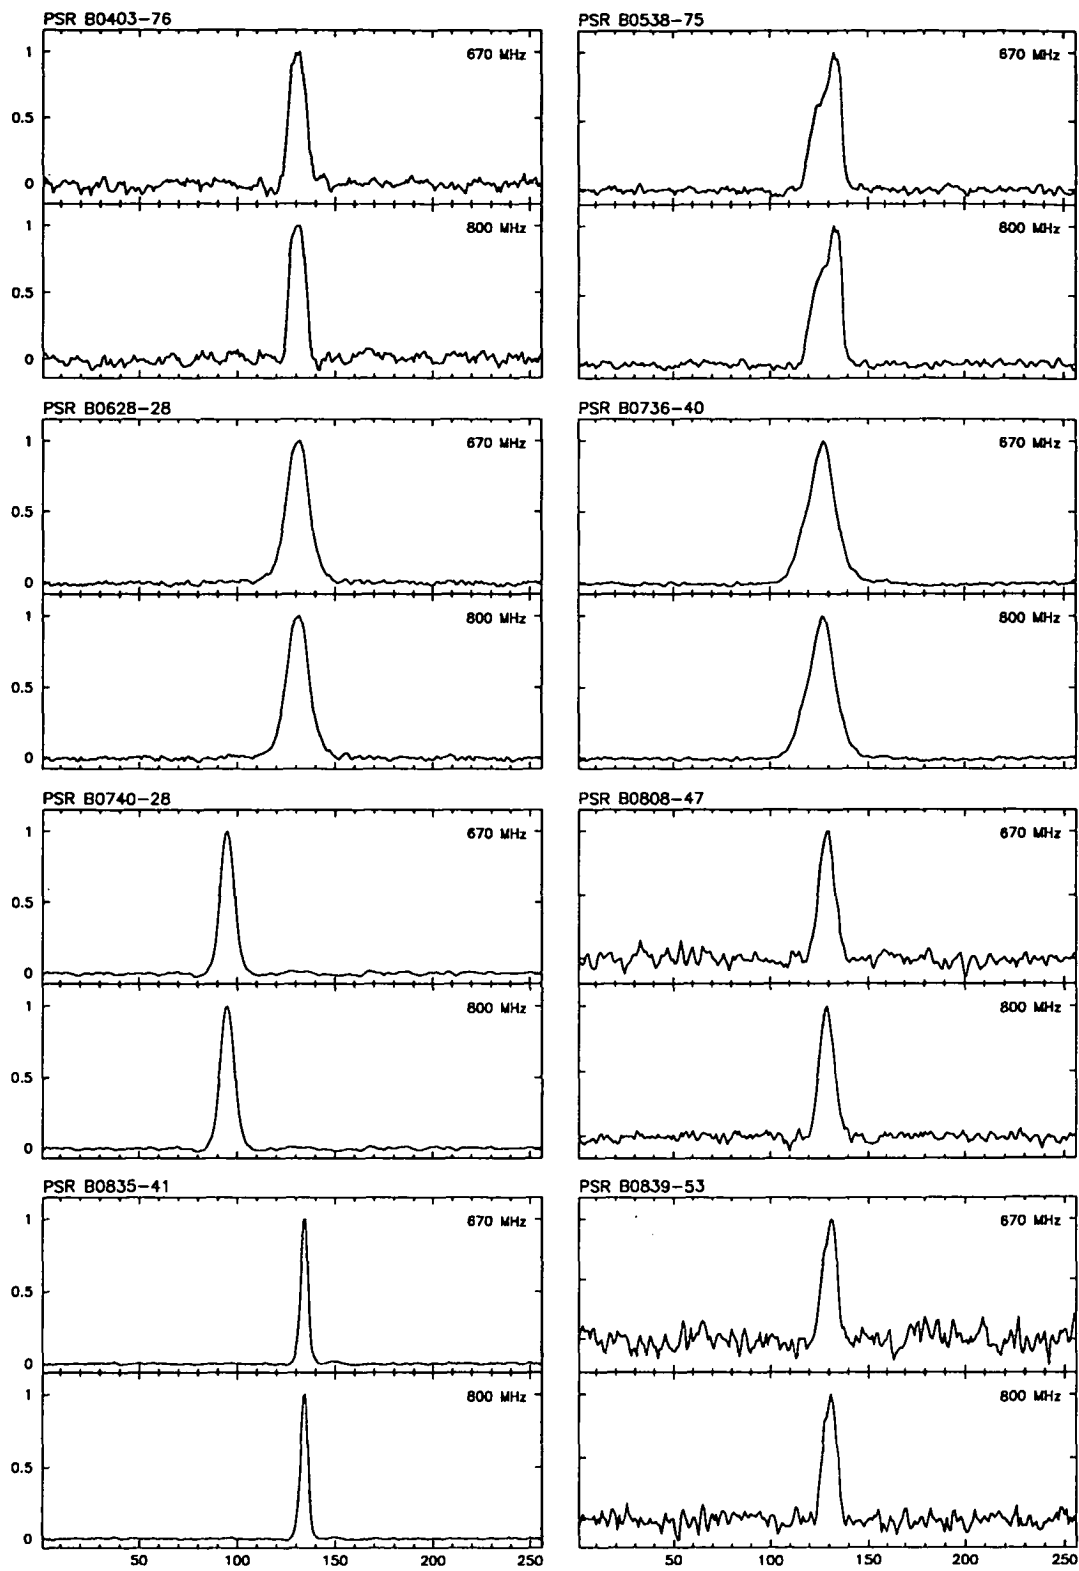 PSR B0403-76
PSR B0538-75
1
670 MHz
670 MHz
0.5
0
800 MHz
800 MHz
1
0.5
0
PSR B0628-28
PSR B0736-40
1
670 MHz
670 MHz
0.5
0
1
800 MHz
800 MHz
0.5
0
PSR B0740-28
PSR B0808-47
1
670 MHz
670 MHz
0.5
0
1
800 MHz
800 MHz
0.5
0
PSR B0835-41
PSR B0839-53
1
670 MHz
670 MHz
0.5
0
1
800 MHz
800 MHz
0.5
0
50 100 150 200 250
50 100 150 200 250